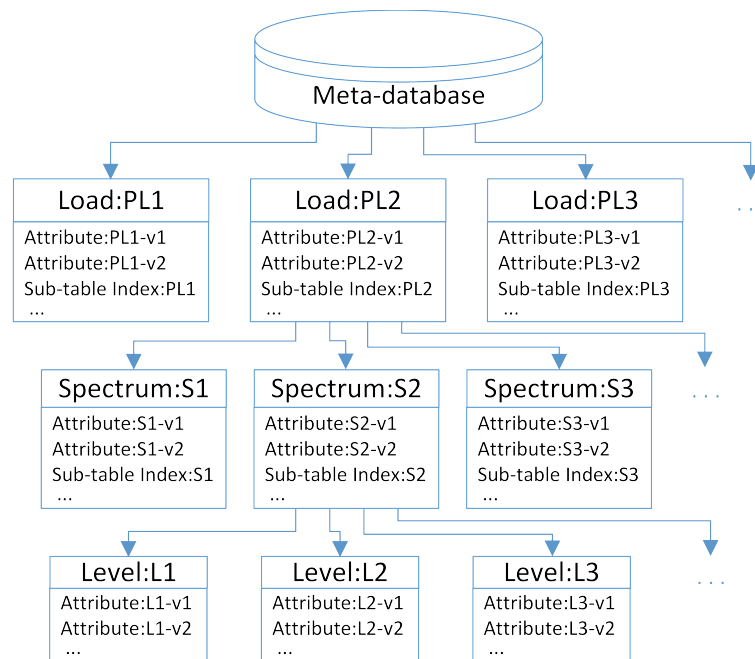 Meta-database
Load:PL1
Attribute:PL1-v1
Attribute:PL1-v2
Sub-table Index:PL1
...
Load:PL2
Attribute:PL2-v1
Attribute:PL2-v2
Sub-table Index:PL2
...
Load:PL3
Attribute:PL3-v1
Attribute:PL3-v2
Sub-table Index:PL3
...
...
Spectrum:S1
Attribute:S1-v1
Attribute:S1-v2
Sub-table Index:S1
...
Spectrum:S2
Attribute:S2-v1
Attribute:S2-v2
Sub-table Index:S2
...
Spectrum:S3
Attribute:S3-v1
Attribute:S3-v2
Sub-table Index:S3
...
...
Level:L1
Attribute:L1-v1
Attribute:L1-v2
...
Level:L2
Attribute:L2-v1
Attribute:L2-v2
...
Level:L3
Attribute:L3-v1
Attribute:L3-v2
...
...